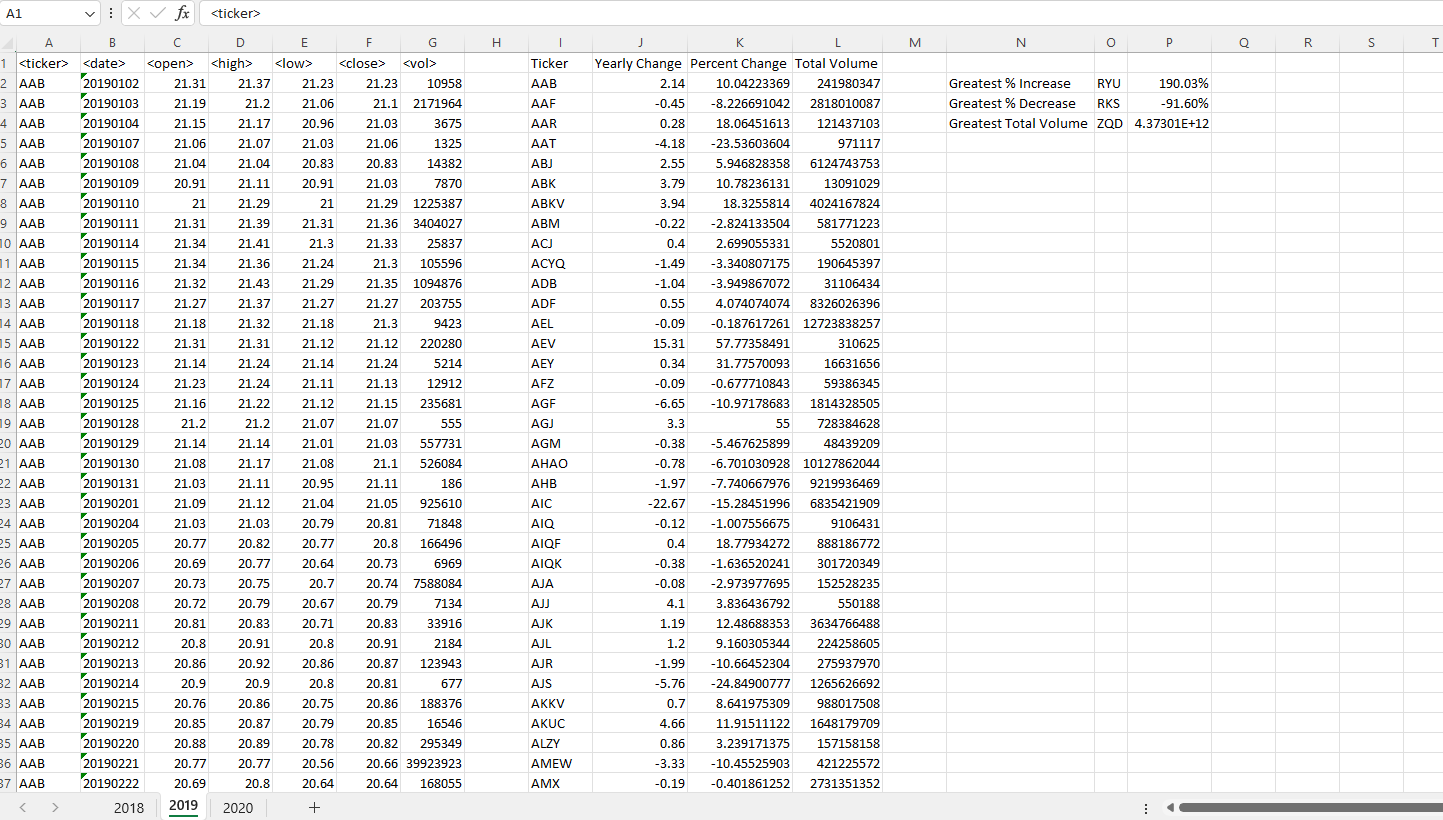 A1 fx <ticker>
A B C D E F G H I J K L M N O P Q R S T
1 <ticker> <date> <open> <high> <low> <close> <vol> Ticker Yearly Change Percent Change Total Volume
2 AAB 20190102 21.31 21.37 21.23 21.23 10958 AAB 2.14 10.04223369 241980347 Greatest % Increase RYU 190.03%
3 AAB 20190103 21.19 21.2 21.06 21.1 2171964 AAF -0.45 -8.226691042 2818010087 Greatest % Decrease RKS -91.60%
4 AAB 20190104 21.15 21.17 20.96 21.03 3675 AAR 0.28 18.06451613 121437103 Greatest Total Volume ZQD 4.37301E+12
5 AAB 20190107 21.06 21.07 21.03 21.06 1325 AAT -4.18 -23.53603604 971117
6 AAB 20190108 21.04 21.04 20.83 20.83 14382 ABJ 2.55 5.946828358 6124743753
7 AAB 20190109 20.91 21.11 20.91 21.03 7870 ABK 3.79 10.78236131 13091029
8 AAB 20190110 21 21.29 21 21.29 1225387 ABKV 3.94 18.3255814 4024167824
9 AAB 20190111 21.31 21.39 21.31 21.36 3404027 ABM -0.22 -2.824133504 581771223
10 AAB 20190114 21.34 21.41 21.3 21.33 25837 ACJ 0.4 2.699055331 5520801
11 AAB 20190115 21.34 21.36 21.24 21.3 105596 ACYQ -1.49 -3.340807175 190645397
12 AAB 20190116 21.32 21.43 21.29 21.35 1094876 ADB -1.04 -3.949867072 31106434
13 AAB 20190117 21.27 21.37 21.27 21.27 203755 ADF 0.55 4.074074074 8326026396
14 AAB 20190118 21.18 21.32 21.18 21.3 9423 AEL -0.09 -0.187617261 12723838257
15 AAB 20190122 21.31 21.31 21.12 21.12 220280 AEV 15.31 57.77358491 310625
16 AAB 20190123 21.14 21.24 21.14 21.24 5214 AEY 0.34 31.77570093 16631656
17 AAB 20190124 21.23 21.24 21.11 21.13 12912 AFZ -0.09 -0.677710843 59386345
18 AAB 20190125 21.16 21.22 21.12 21.15 235681 AGF -6.65 -10.97178683 1814328505
19 AAB 20190128 21.2 21.2 21.07 21.07 555 AGJ 3.3 55 728384628
20 AAB 20190129 21.14 21.14 21.01 21.03 557731 AGM -0.38 -5.467625899 48439209
21 AAB 20190130 21.08 21.17 21.08 21.1 526084 AHAO -0.78 -6.701030928 10127862044
22 AAB 20190131 21.03 21.11 20.95 21.11 186 AHB -1.97 -7.740667976 9219936469
23 AAB 20190201 21.09 21.12 21.04 21.05 925610 AIC -22.67 -15.28451996 6835421909
24 AAB 20190204 21.03 21.03 20.79 20.81 71848 AIQ -0.12 -1.007556675 9106431
25 AAB 20190205 20.77 20.82 20.77 20.8 166496 AIQF 0.4 18.77934272 888186772
26 AAB 20190206 20.69 20.77 20.64 20.73 6969 AIQK -0.38 -1.636520241 301720349
27 AAB 20190207 20.73 20.75 20.7 20.74 7588084 AJA -0.08 -2.973977695 152528235
28 AAB 20190208 20.72 20.79 20.67 20.79 7134 AJJ 4.1 3.836436792 550188
29 AAB 20190211 20.81 20.83 20.71 20.83 33916 AJK 1.19 12.48688353 3634766488
30 AAB 20190212 20.8 20.91 20.8 20.91 2184 AJL 1.2 9.160305344 224258605
31 AAB 20190213 20.86 20.92 20.86 20.87 123943 AJR -1.99 -10.66452304 275937970
32 AAB 20190214 20.9 20.9 20.8 20.81 677 AJS -5.76 -24.84900777 1265626692
33 AAB 20190215 20.76 20.86 20.75 20.86 188376 AKKV 0.7 8.641975309 988017508
34 AAB 20190219 20.85 20.87 20.79 20.85 16546 AKUC 4.66 11.91511122 1648179709
35 AAB 20190220 20.88 20.89 20.78 20.82 295349 ALZY 0.86 3.239171375 157158158
36 AAB 20190221 20.77 20.77 20.56 20.66 39923923 AMEW -3.33 -10.45525903 421225572
37 AAB 20190222 20.69 20.8 20.64 20.64 168055 AMX -0.19 -0.401861252 2731351352
2018 2019 2020